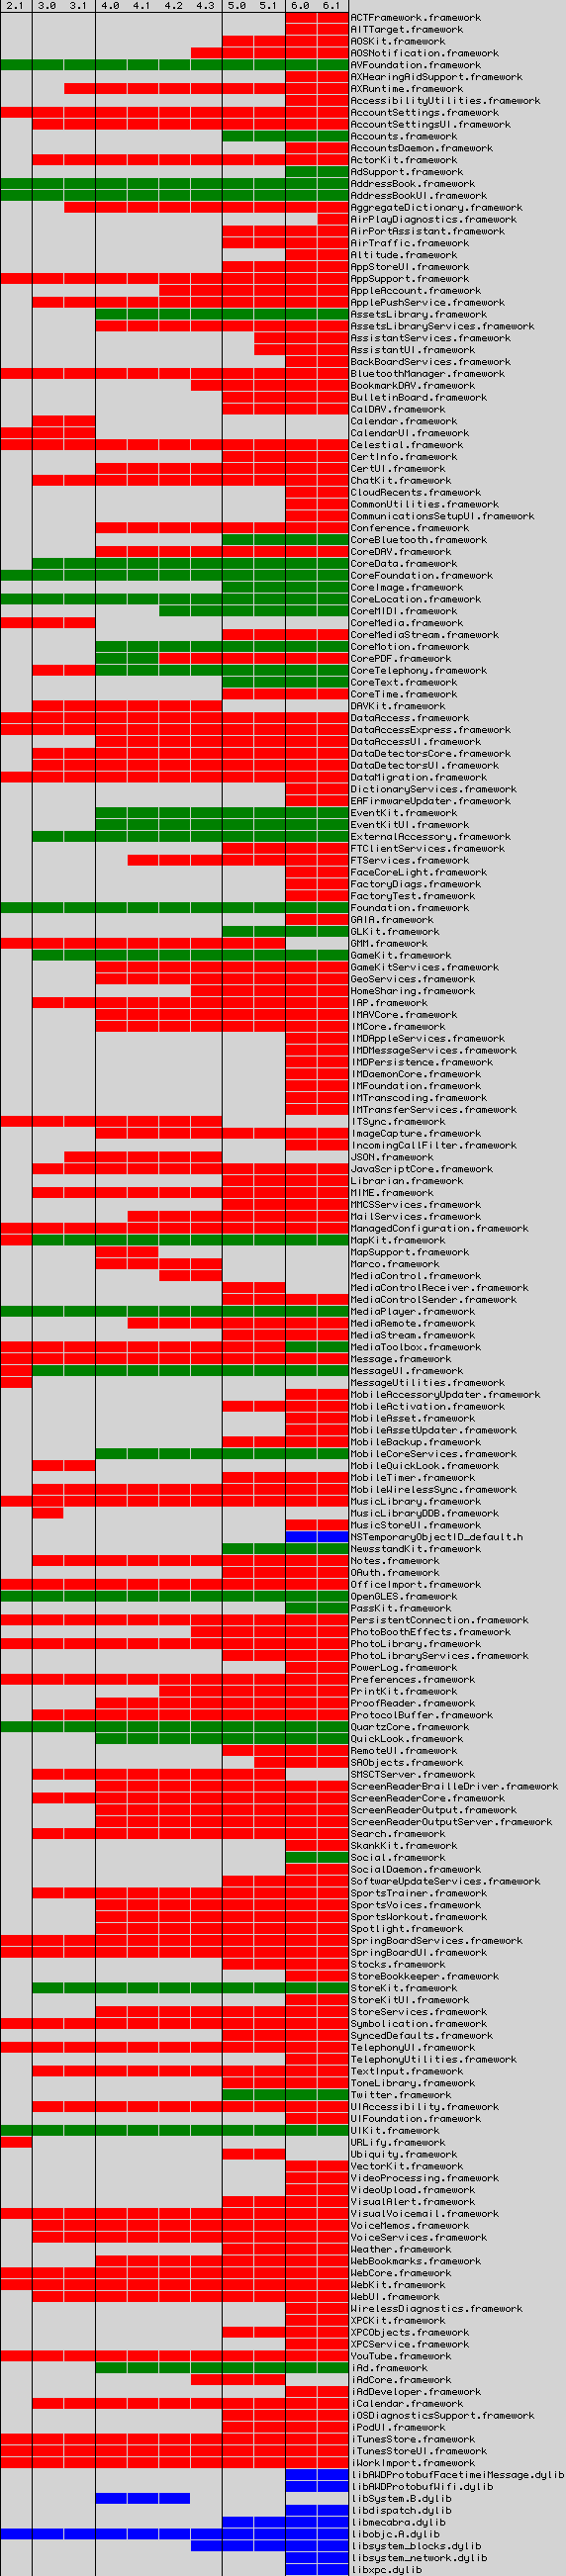 2.1 3.0 3.1 4.0 4.1 4.2 4.3 5.0 5.1 6.0 6.1
ACTFramework.framework
AITTarget.framework
AOSKit.framework
AOSNotification.framework
AVFoundation.framework
AXHearingAidSupport.framework
AXRuntime.framework
AccessibilityUtilities.framework
AccountSettings.framework
AccountSettingsUI.framework
Accounts.framework
AccountsDaemon.framework
ActorKit.framework
AdSupport.framework
AddressBook.framework
AddressBookUI.framework
AggregateDictionary.framework
AirPlayDiagnostics.framework
AirPortAssistant.framework
AirTraffic.framework
Altitude.framework
AppStoreUI.framework
AppSupport.framework
AppleAccount.framework
ApplePushService.framework
AssetsLibrary.framework
AssetsLibraryServices.framework
AssistantServices.framework
AssistantUI.framework
BackBoardServices.framework
BluetoothManager.framework
BookmarkDAV.framework
BulletinBoard.framework
CalDAV.framework
Calendar.framework
CalendarUI.framework
Celestial.framework
CertInfo.framework
CertUI.framework
ChatKit.framework
CloudRecents.framework
CommonUtilities.framework
CommunicationsSetupUI.framework
Conference.framework
CoreBluetooth.framework
CoreDAV.framework
CoreData.framework
CoreFoundation.framework
CoreImage.framework
CoreLocation.framework
CoreMIDI.framework
CoreMedia.framework
CoreMediaStream.framework
CoreMotion.framework
CorePDF.framework
CoreTelephony.framework
CoreText.framework
CoreTime.framework
DAVKit.framework
DataAccess.framework
DataAccessExpress.framework
DataAccessUI.framework
DataDetectorsCore.framework
DataDetectorsUI.framework
DataMigration.framework
DictionaryServices.framework
EAFirmwareUpdater.framework
EventKit.framework
EventKitUI.framework
ExternalAccessory.framework
FTClientServices.framework
FTServices.framework
FaceCoreLight.framework
FactoryDiags.framework
FactoryTest.framework
Foundation.framework
GAIA.framework
GLKit.framework
GMM.framework
GameKit.framework
GameKitServices.framework
GeoServices.framework
HomeSharing.framework
IAP.framework
IMAVCore.framework
IMCore.framework
IMDAppleServices.framework
IMDMessageServices.framework
IMDPersistence.framework
IMDaemonCore.framework
IMFoundation.framework
IMTranscoding.framework
IMTransferServices.framework
ITSync.framework
ImageCapture.framework
IncomingCallFilter.framework
JSON.framework
JavaScriptCore.framework
Librarian.framework
MIME.framework
MMCSServices.framework
MailServices.framework
ManagedConfiguration.framework
MapKit.framework
MapSupport.framework
Marco.framework
MediaControl.framework
MediaControlReceiver.framework
MediaControlSender.framework
MediaPlayer.framework
MediaRemote.framework
MediaStream.framework
MediaToolbox.framework
Message.framework
MessageUI.framework
MessageUtilities.framework
MobileAccessoryUpdater.framework
MobileActivation.framework
MobileAsset.framework
MobileAssetUpdater.framework
MobileBackup.framework
MobileCoreServices.framework
MobileQuickLook.framework
MobileTimer.framework
MobileWirelessSync.framework
MusicLibrary.framework
MusicLibraryDDB.framework
MusicStoreUI.framework
NSTemporaryObjectID_default.h
NewsstandKit.framework
Notes.framework
OAuth.framework
OfficeImport.framework
OpenGLES.framework
PassKit.framework
PersistentConnection.framework
PhotoBoothEffects.framework
PhotoLibrary.framework
PhotoLibraryServices.framework
PowerLog.framework
Preferences.framework
PrintKit.framework
ProofReader.framework
ProtocolBuffer.framework
QuartzCore.framework
QuickLook.framework
RemoteUI.framework
SAObjects.framework
SMSCTServer.framework
ScreenReaderBrailleDriver.framework
ScreenReaderCore.framework
ScreenReaderOutput.framework
ScreenReaderOutputServer.framework
Search.framework
SkankKit.framework
Social.framework
SocialDaemon.framework
SoftwareUpdateServices.framework
SportsTrainer.framework
SportsVoices.framework
SportsWorkout.framework
Spotlight.framework
SpringBoardServices.framework
SpringBoardUI.framework
Stocks.framework
StoreBookkeeper.framework
StoreKit.framework
StoreKitUI.framework
StoreServices.framework
Symbolication.framework
SyncedDefaults.framework
TelephonyUI.framework
TelephonyUtilities.framework
TextInput.framework
ToneLibrary.framework
Twitter.framework
UIAccessibility.framework
UIFoundation.framework
UIKit.framework
URLify.framework
Ubiquity.framework
VectorKit.framework
VideoProcessing.framework
VideoUpload.framework
VisualAlert.framework
VisualVoicemail.framework
VoiceMemos.framework
VoiceServices.framework
Weather.framework
WebBookmarks.framework
WebCore.framework
WebKit.framework
WebUI.framework
WirelessDiagnostics.framework
XPCKit.framework
XPCObjects.framework
XPCService.framework
YouTube.framework
iAd.framework
iAdCore.framework
iAdDeveloper.framework
iCalendar.framework
iOSDiagnosticsSupport.framework
iPodUI.framework
iTunesStore.framework
iTunesStoreUI.framework
iWorkImport.framework
libAWDProtobufFacetimeiMessage.dylib
libAWDProtobufWifi.dylib
libSystem.B.dylib
libdispatch.dylib
libmecabra.dylib
libobjc.A.dylib
libsystem_blocks.dylib
libsystem_network.dylib
libxpc.dylib